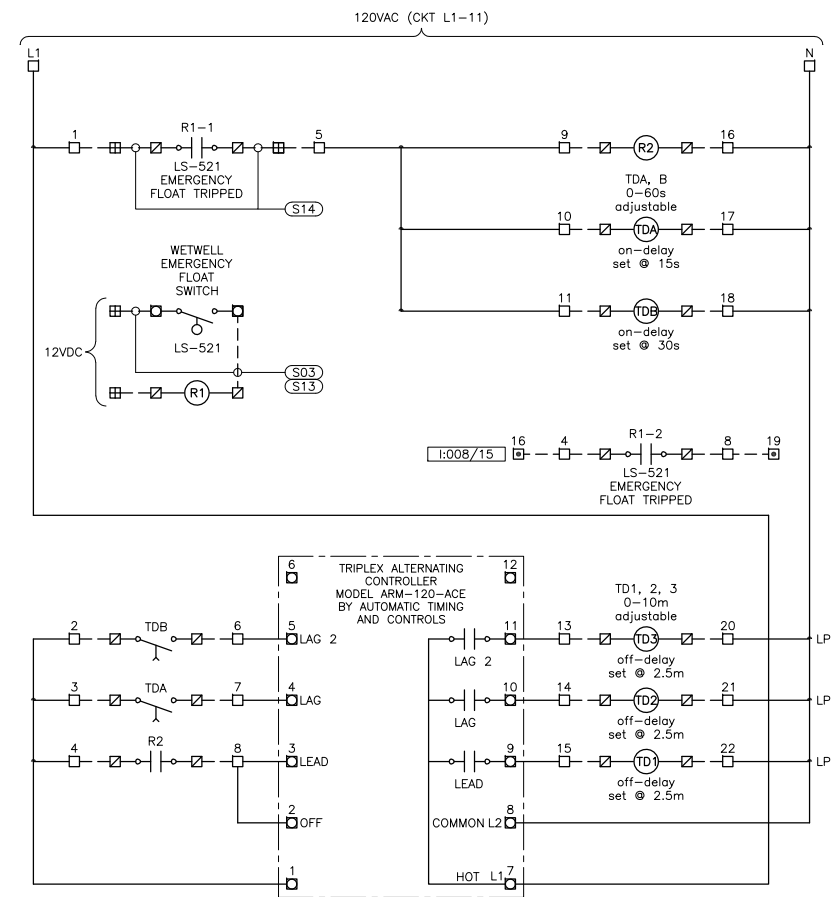 120VAC (CKT L1-11)
L1
N
1
R1-1
5
9
R2
16
LS-521
EMERGENCY
FLOAT TRIPPED
S14
TDA, B
0-60s
adjustable
10
TDA
17
on-delay
set @ 15s
WETWELL
EMERGENCY
FLOAT
SWITCH
LS-521
11
TDB
18
on-delay
set @ 30s
12VDC
S03
S13
R1
I:008/15
16
4
R1-2
8
19
LS-521
EMERGENCY
FLOAT TRIPPED
6
TRIPLEX ALTERNATING
CONTROLLER
MODEL ARM-120-ACE
BY AUTOMATIC TIMING
AND CONTROLS
12
TD1, 2, 3
0-10m
adjustable
2
TDB
6
5
LAG 2
LAG 2
11
13
TD3
20
LP
off-delay
set @ 2.5m
3
TDA
7
4
LAG
LAG
10
14
TD2
21
LP
off-delay
set @ 2.5m
4
R2
8
3
LEAD
LEAD
9
15
TD1
22
LP
off-delay
set @ 2.5m
2
OFF
COMMON L2
8
1
HOT L1
7